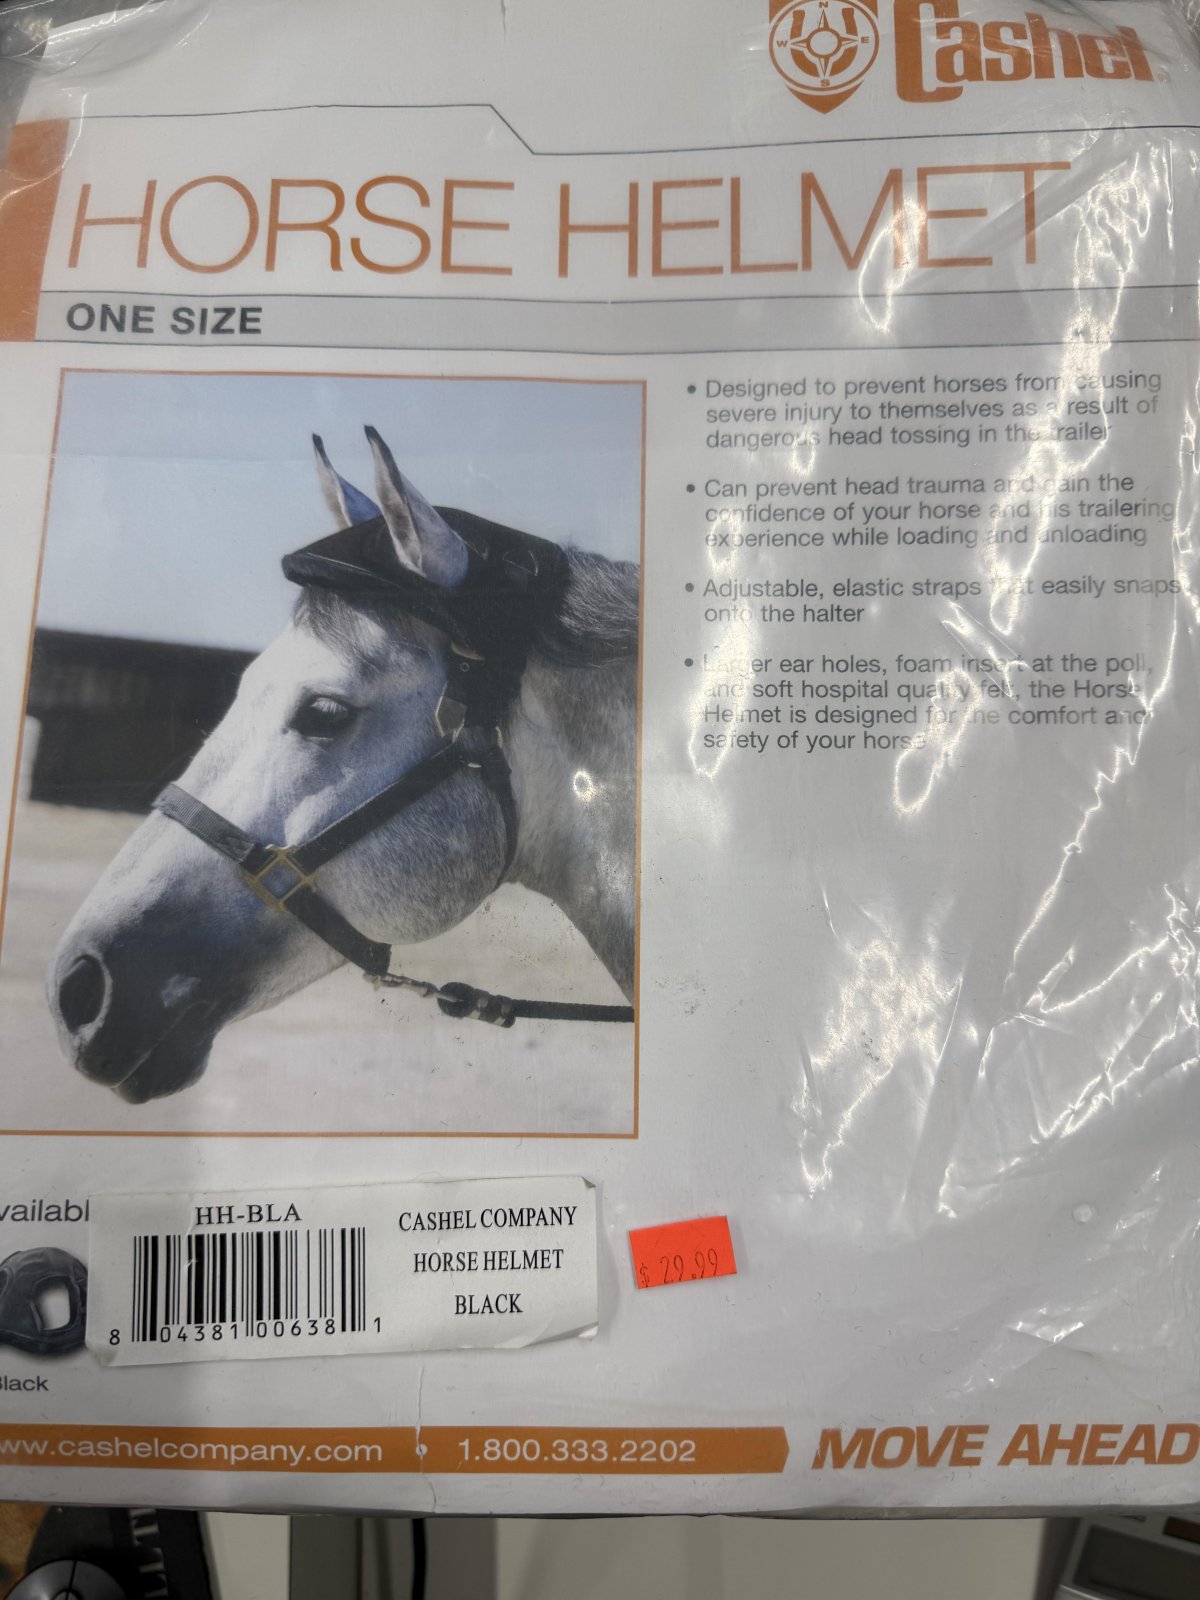 N
W E
S
Cashel
HORSE HELMET
ONE SIZE
• Designed to prevent horses from causing
severe injury to themselves as a result of
dangerous head tossing in the trailer
• Can prevent head trauma and gain the
confidence of your horse and his trailering
experience while loading and unloading
• Adjustable, elastic straps that easily snaps
onto the halter
• Larger ear holes, foam insert at the poll,
and soft hospital quality felt, the Horse
Helmet is designed for the comfort and
safety of your horse
vailabl
HH-BLA
CASHEL COMPANY
HORSE HELMET
BLACK
8 04381 00638 1
$ 29.99
Black
ww.cashelcompany.com • 1.800.333.2202
MOVE AHEAD